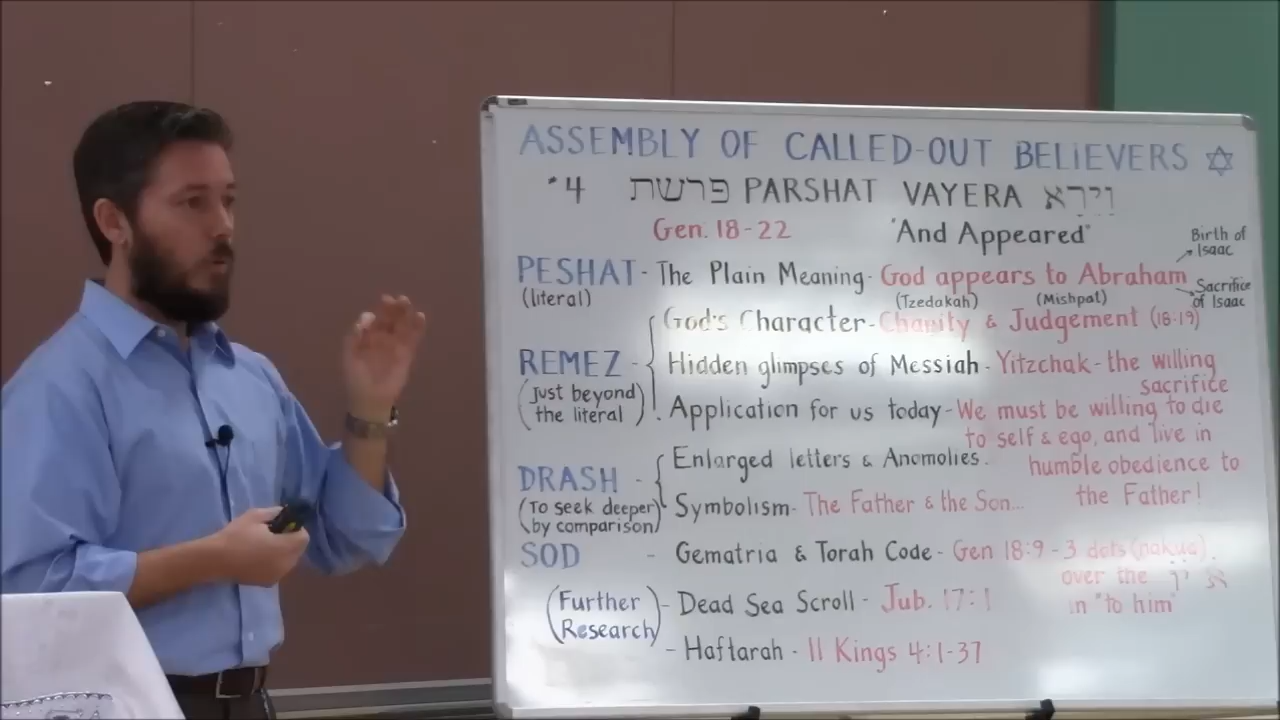 ASSEMBLY OF CALLED-OUT BELIEVERS ✡
*4 פרשת PARSHAT VAYERA וַיֵּרָא
Gen. 18-22 "And Appeared"
Birth of
Isaac
PESHAT - The Plain Meaning - God appears to Abraham
(literal) (Tzedakah) (Mishpat) Sacrifice
of Isaac
God's Character - Charity & Judgement (18-19)
REMEZ - Hidden glimpses of Messiah - Yitzchak - the willing
sacrifice
(Just beyond
the literal) Application for us today - We must be willing to die
to self & ego, and live in
Enlarged letters & Anomolies. humble obedience to
DRASH - the Father!
(To seek deeper
by comparison) Symbolism - The Father & the Son...
SOD - Gematria & Torah Code - Gen 18:9 - 3 dots (nakud)
over the
in "to him"
(Further
Research) - Dead Sea Scroll - Jub. 17:1
- Haftarah - II Kings 4:1-37